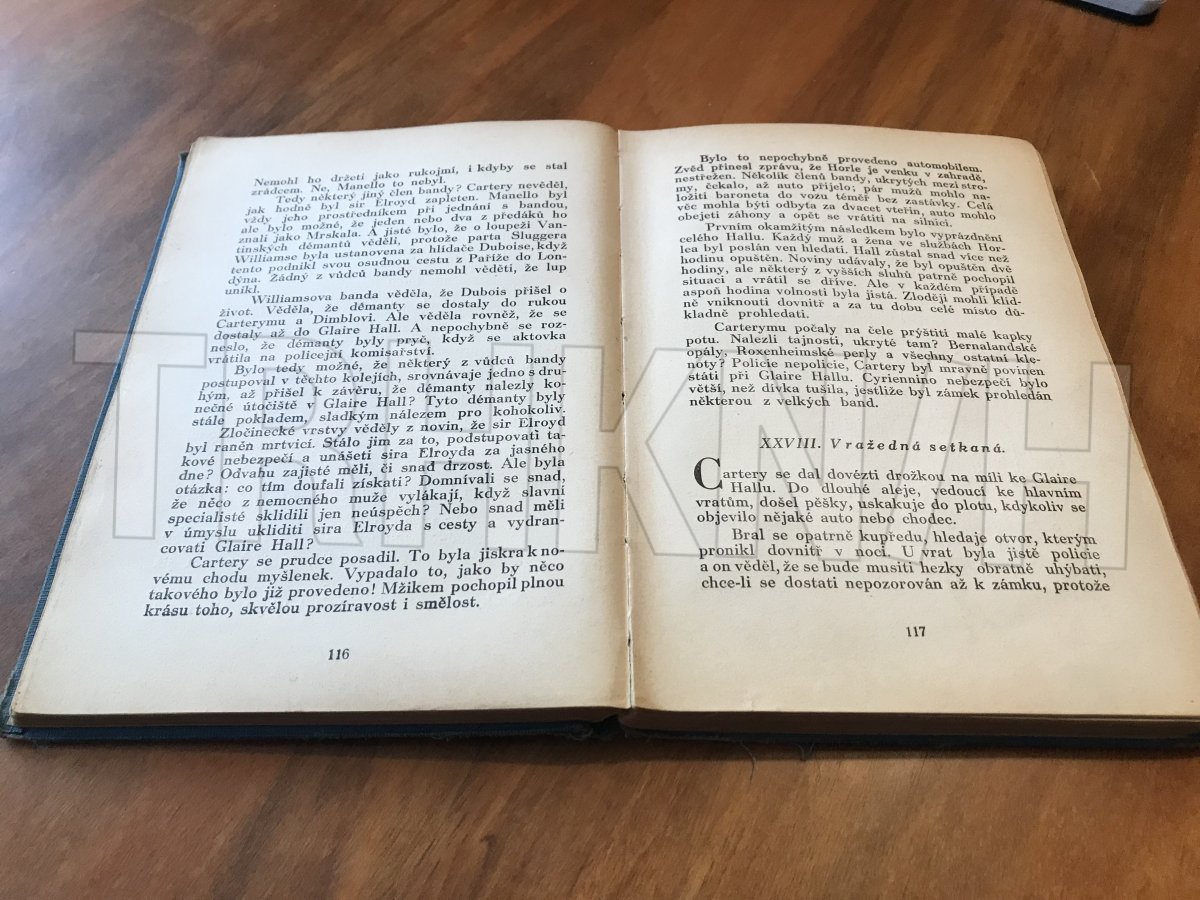 Nemohl ho držeti jako rukojmí, i kdyby se stal
zrádcem. Ne, Manello to nebyl.
Tedy některý jiný člen bandy? Cartery nevěděl,
jak hodně byl sir Elroyd zapleten. Manello byl
vždy jeho prostředníkem při jednání s bandou,
ale bylo možné, že jeden nebo dva z předáků ho
znali jako Mrskala. A jisté bylo, že o loupeži Van-
tinských démantů věděli, protože parta Sluggera
Williamse byla ustanovena za hlídače Duboise, když
tento podnikl svou osudnou cestu z Paříže do Lon-
dýna. Žádný z vůdců bandy nemohl věděti, že lup
unikl.
Williamsova banda věděla, že Dubois přišel o
život. Věděla, že démanty se dostaly do rukou
Carterymu a Dimblovi. Ale věděla rovněž, že se
dostaly až do Glaire Hall. A nepochybně se roz-
neslo, že démanty byly pryč, když se aktovka
vrátila na policejní komisařství.
Bylo tedy možné, že některý z vůdců bandy
postupoval v těchto kolejích, srovnávaje jedno s dru-
hým, až přišel k závěru, že démanty nalezly ko-
nečné útočiště v Glaire Hall? Tyto démanty byly
stále pokladem, sladkým nálezem pro kohokoliv.
Zločinecké vrstvy věděly z novin, že sir Elroyd
byl raněn mrtvicí. Stálo jim za to, podstupovati ta-
kové nebezpečí a unášeti sira Elroyda za jasného
dne? Odvahu zajisté měli, či snad drzost. Ale byla
otázka: co tím doufali získati? Domnívali se snad,
že něco z nemocného muže vylákají, když slavní
specialisté sklidili jen neúspěch? Nebo snad měli
v úmyslu ukliditi sira Elroyda s cesty a vydran-
covati Glaire Hall?
Cartery se prudce posadil. To byla jiskra k no-
vému chodu myšlenek. Vypadalo to, jako by něco
takového bylo již provedeno! Mžikem pochopil plnou
krásu toho, skvělou prozíravost i smělost.
116
Bylo to nepochybně provedeno automobilem.
Zvěd přinesl zprávu, že Horle je venku v zahradě,
nestřežen. Několik členů bandy, ukrytých mezi stro-
my, čekalo, až auto přijelo; pár mužů mohlo na-
ložiti baroneta do vozu téměř bez zastávky. Celá
věc mohla býti odbyta za dvacet vteřin, auto mohlo
obejeti záhony a opět se vrátiti na silnici.
Prvním okamžitým následkem bylo vyprázdnění
celého Hallu. Každý muž a žena ve službách Hor-
lea byl poslán ven hledati. Hall zůstal snad více než
hodinu opuštěn. Noviny udávaly, že byl opuštěn dvě
hodiny, ale některý z vyšších sluhů patrně pochopil
situaci a vrátil se dříve. Ale v každém případě
aspoň hodina volnosti byla jistá. Zloději mohli klid-
ně vniknouti dovnitř a za tu dobu celé místo dů-
kladně prohledati.
Carterymu počaly na čele prýštiti malé kapky
potu. Nalezli tajnosti, ukryté tam? Bernalandské
opály, Roxenheimské perly a všechny ostatní kle-
noty? Policie nepolicie, Cartery byl mravně povinen
státi při Glaire Hallu. Cyriennino nebezpečí bylo
větší, než dívka tušila, jestliže byl zámek prohledán
některou z velkých band.
XXVIII. Vražedná setkaná.
Cartery se dal dovézti drožkou na míli ke Glaire
Hallu. Do dlouhé aleje, vedoucí ke hlavním
vratům, došel pěšky, uskakuje do plotu, kdykoliv se
objevilo nějaké auto nebo chodec.
Bral se opatrně kupředu, hledaje otvor, kterým
pronikl dovnitř v noci. U vrat byla jistě policie
a on věděl, že se bude musiti hezky obratně uhýbati,
chce-li se dostati nepozorován až k zámku, protože
117
TRHKNIH